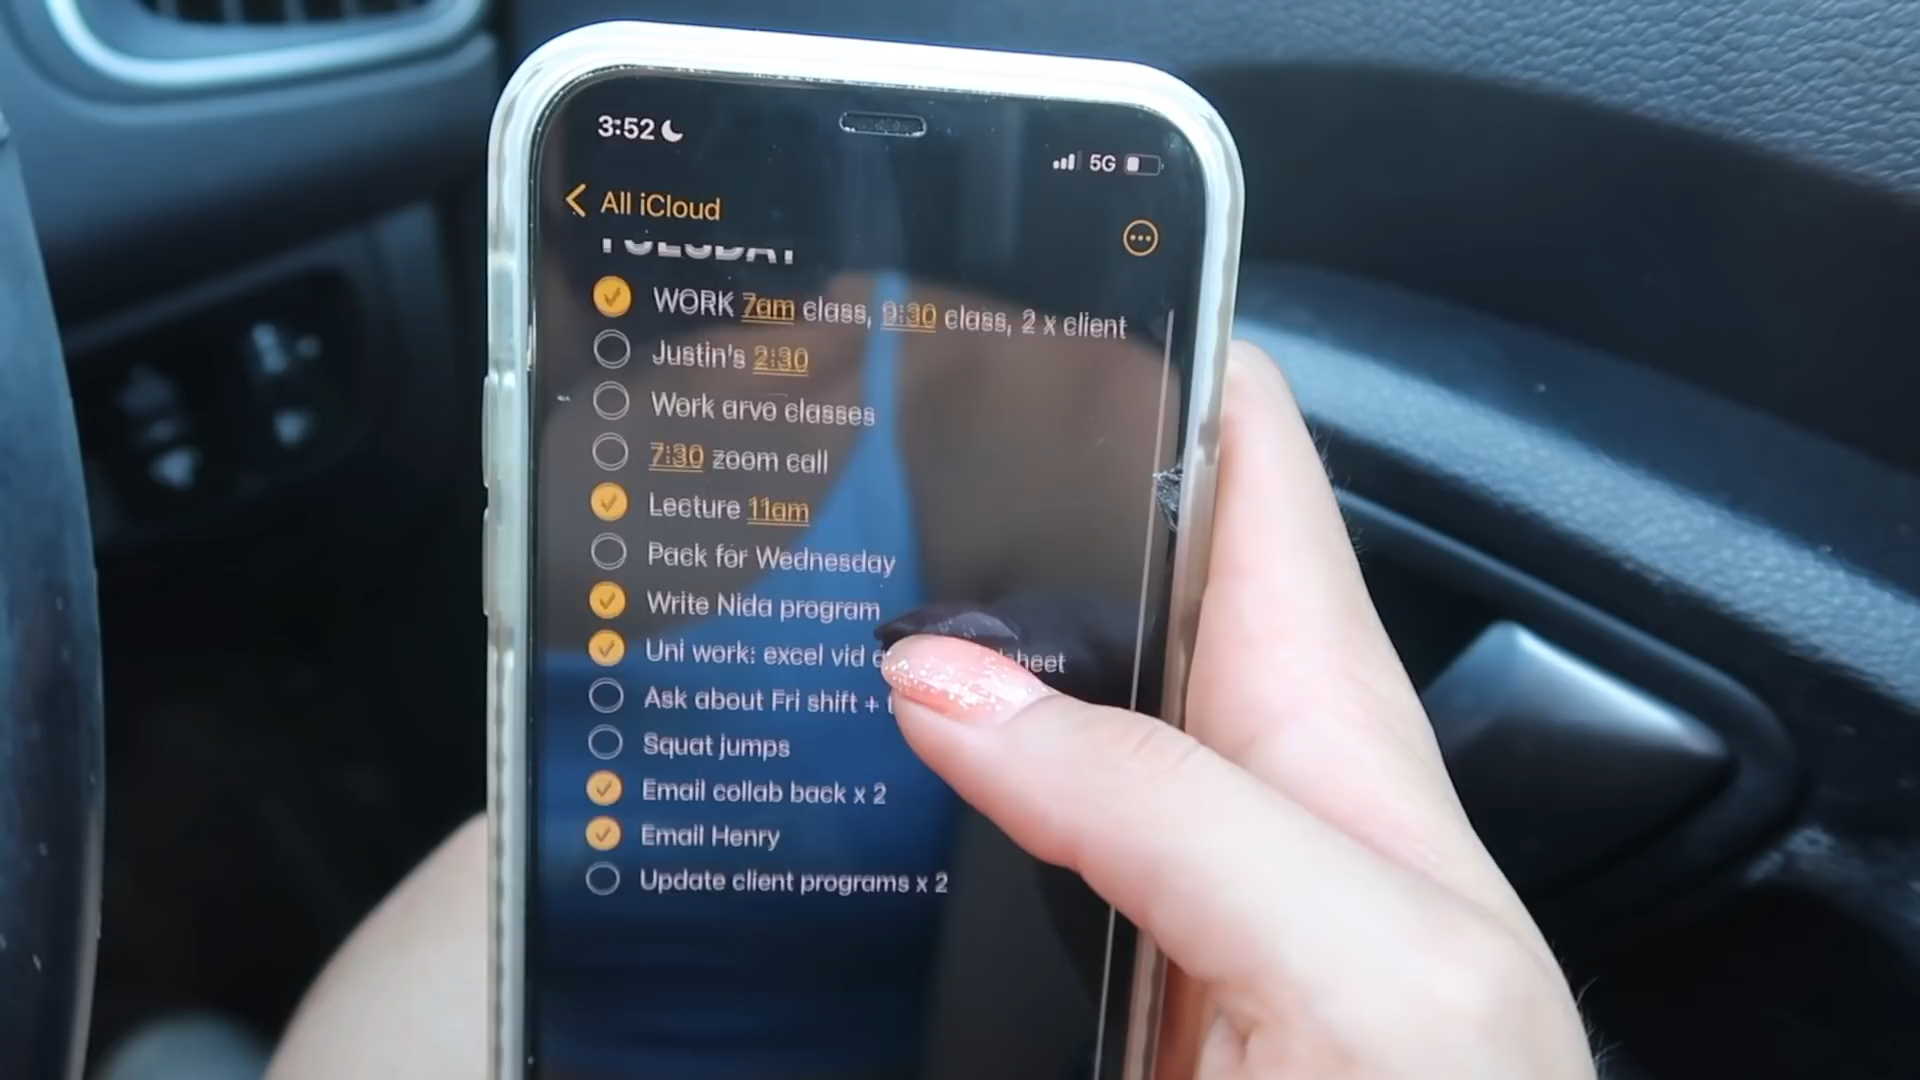 3:52
5G
All iCloud
TUESDAY
WORK 7am class, 9:30 class, 2 x client
Justin's 2:30
Work arvo classes
7:30 zoom call
Lecture 11am
Pack for Wednesday
Write Nida program
Uni work: excel vid
Ask about Fri shift +
Squat jumps
Email collab back x 2
Email Henry
Update client programs x 2